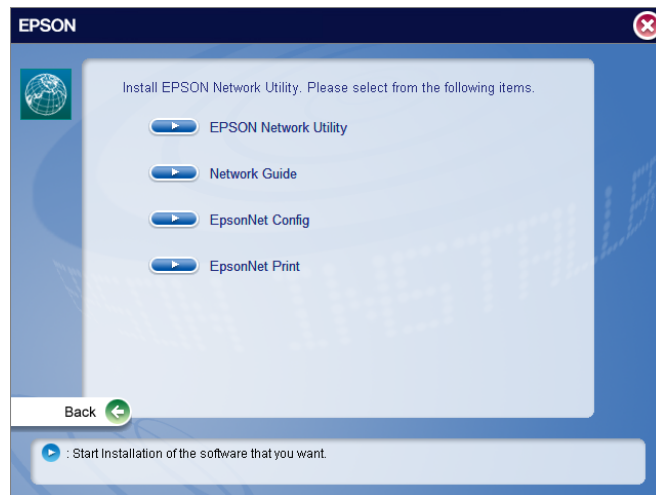 EPSON
Install EPSON Network Utility. Please select from the following items.
EPSON Network Utility
Network Guide
EpsonNet Config
EpsonNet Print
Back
: Start Installation of the software that you want.